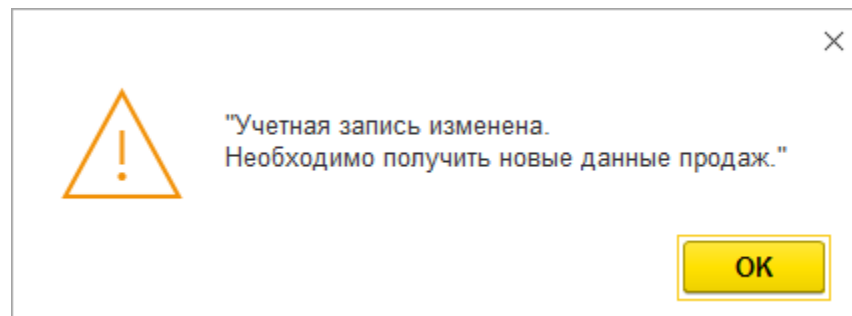 "Учетная запись изменена.
Необходимо получить новые данные продаж."
OK